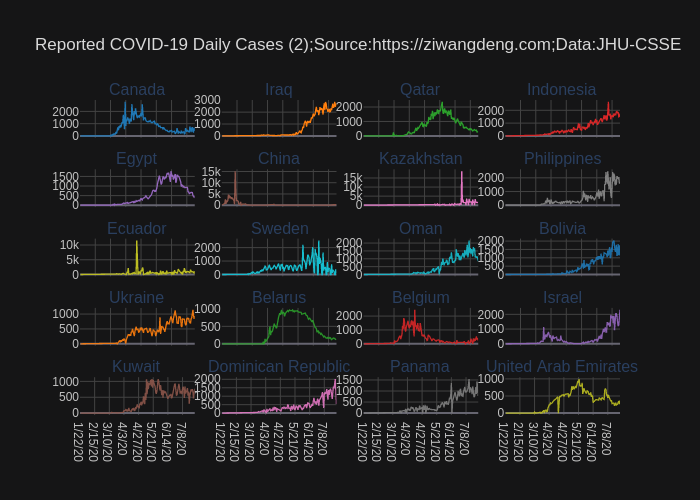 Reported COVID-19 Daily Cases (2);Source:https://ziwangdeng.com;Data:JHU-CSSE
Canada Iraq Qatar Indonesia
2000 1000 0
3000 2000 1000 0
2000 1000 0
2000 1000 0
Egypt China Kazakhstan Philippines
1500 1000 500 0
15k 10k 5k 0
15k 10k 5k 0
2000 1000 0
Ecuador Sweden Oman Bolivia
10k 5k 0
2000 1000 0
2000 1500 1000 500 0
2000 1500 1000 500 0
Ukraine Belarus Belgium Israel
1000 500 0
1000 500 0
2000 1000 0
2000 1000 0
Kuwait Dominican Republic Panama United Arab Emirates
1000 500 0
2000 1500 1000 500 0
1500 1000 500 0
1000 500 0
1/22/20 2/15/20 3/10/20 4/3/20 4/27/20 5/21/20 6/14/20 7/8/20
1/22/20 2/15/20 3/10/20 4/3/20 4/27/20 5/21/20 6/14/20 7/8/20
1/22/20 2/15/20 3/10/20 4/3/20 4/27/20 5/21/20 6/14/20 7/8/20
1/22/20 2/15/20 3/10/20 4/3/20 4/27/20 5/21/20 6/14/20 7/8/20